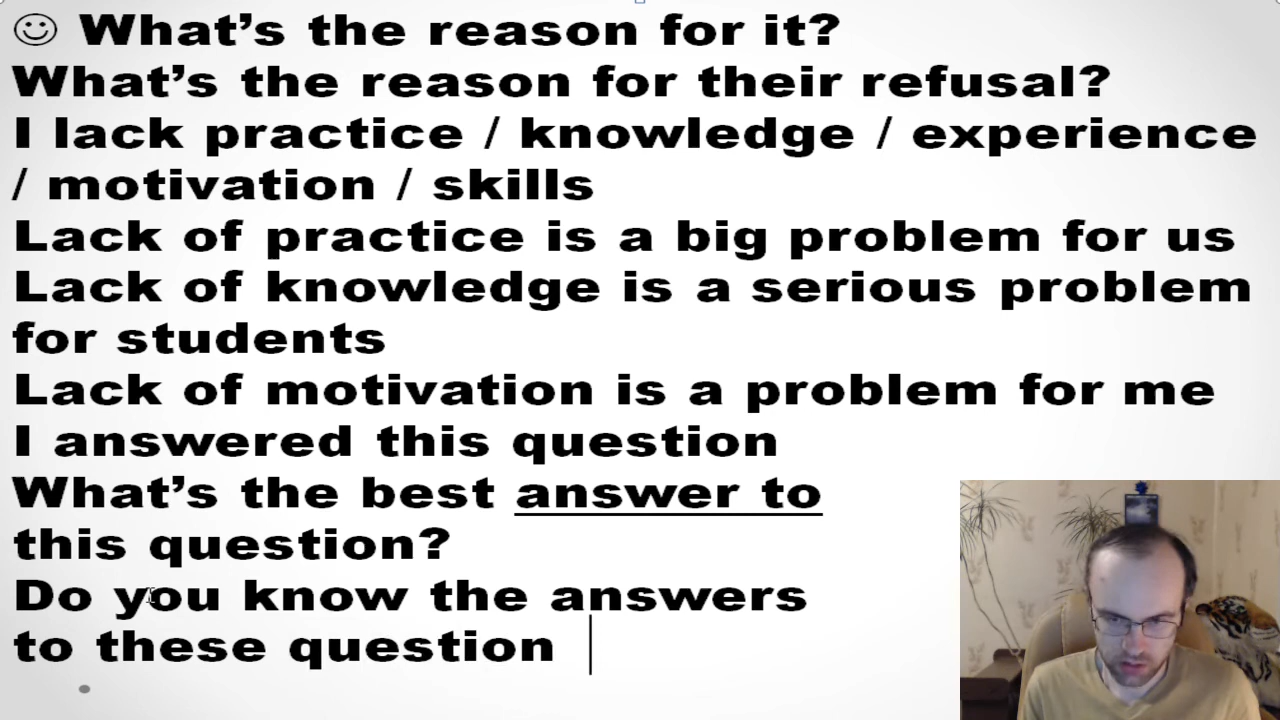 ☺ What’s the reason for it?
What’s the reason for their refusal?
I lack practice / knowledge / experience
/ motivation / skills
Lack of practice is a big problem for us
Lack of knowledge is a serious problem
for students
Lack of motivation is a problem for me
I answered this question
What’s the best answer to
this question?
Do you know the answers
to these question